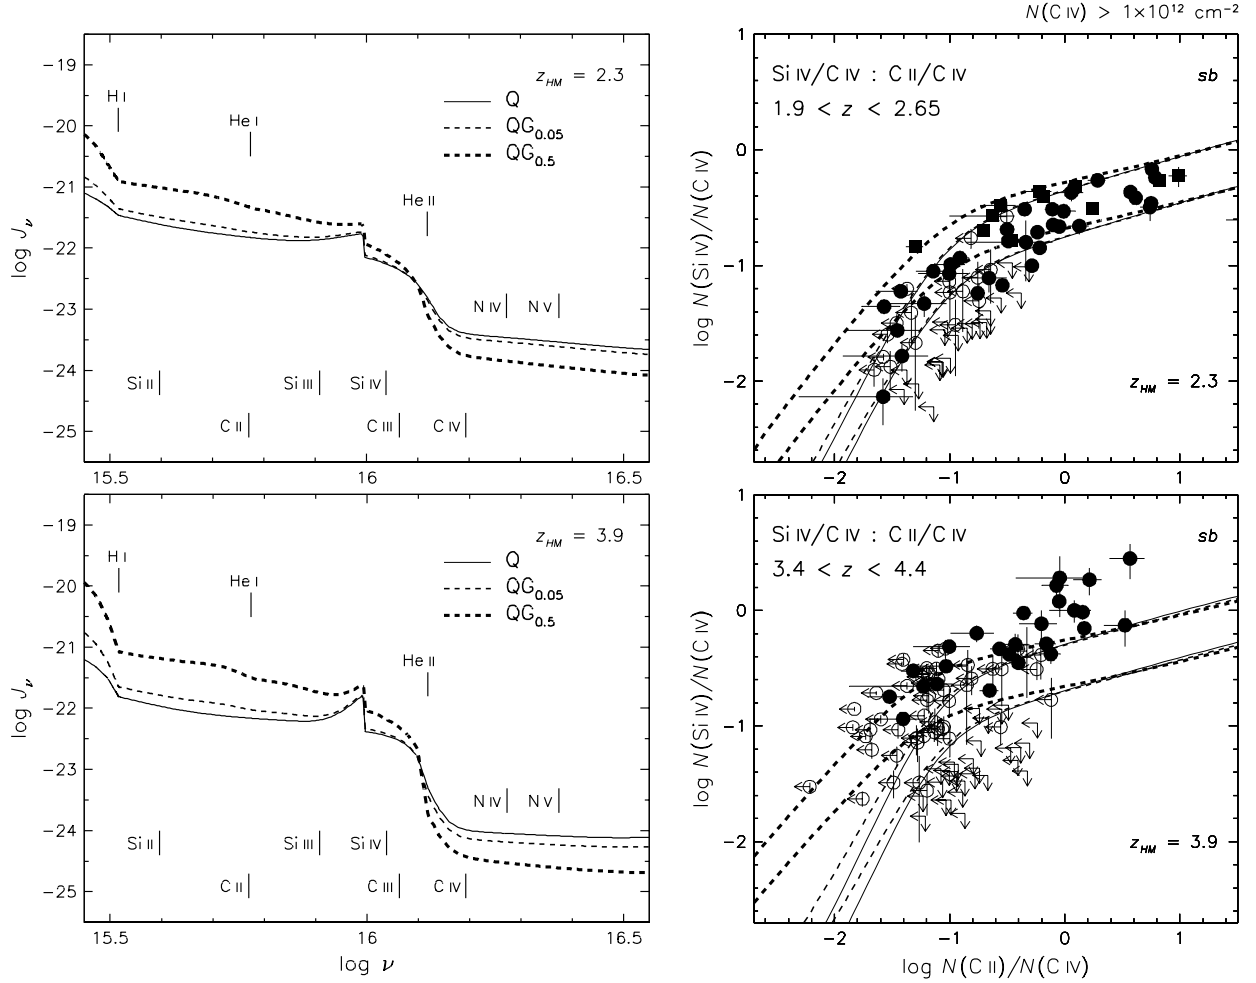 N(C IV) > 1×10¹² cm⁻²
z_HM = 2.3
Q
QG₀.₀₅
QG₀.₅
H I
He I
He II
N IV
N V
Si II
Si III
Si IV
C II
C III
C IV
log J_ν
−19
−20
−21
−22
−23
−24
−25
15.5
16
16.5
Si IV/C IV : C II/C IV
sb
1.9 < z < 2.65
z_HM = 2.3
log N(Si IV)/N(C IV)
1
0
−1
−2
−2
−1
0
1
z_HM = 3.9
Q
QG₀.₀₅
QG₀.₅
H I
He I
He II
N IV
N V
Si II
Si III
Si IV
C II
C III
C IV
log J_ν
−19
−20
−21
−22
−23
−24
−25
15.5
16
16.5
log ν
Si IV/C IV : C II/C IV
sb
3.4 < z < 4.4
z_HM = 3.9
log N(Si IV)/N(C IV)
1
0
−1
−2
−2
−1
0
1
log N(C II)/N(C IV)